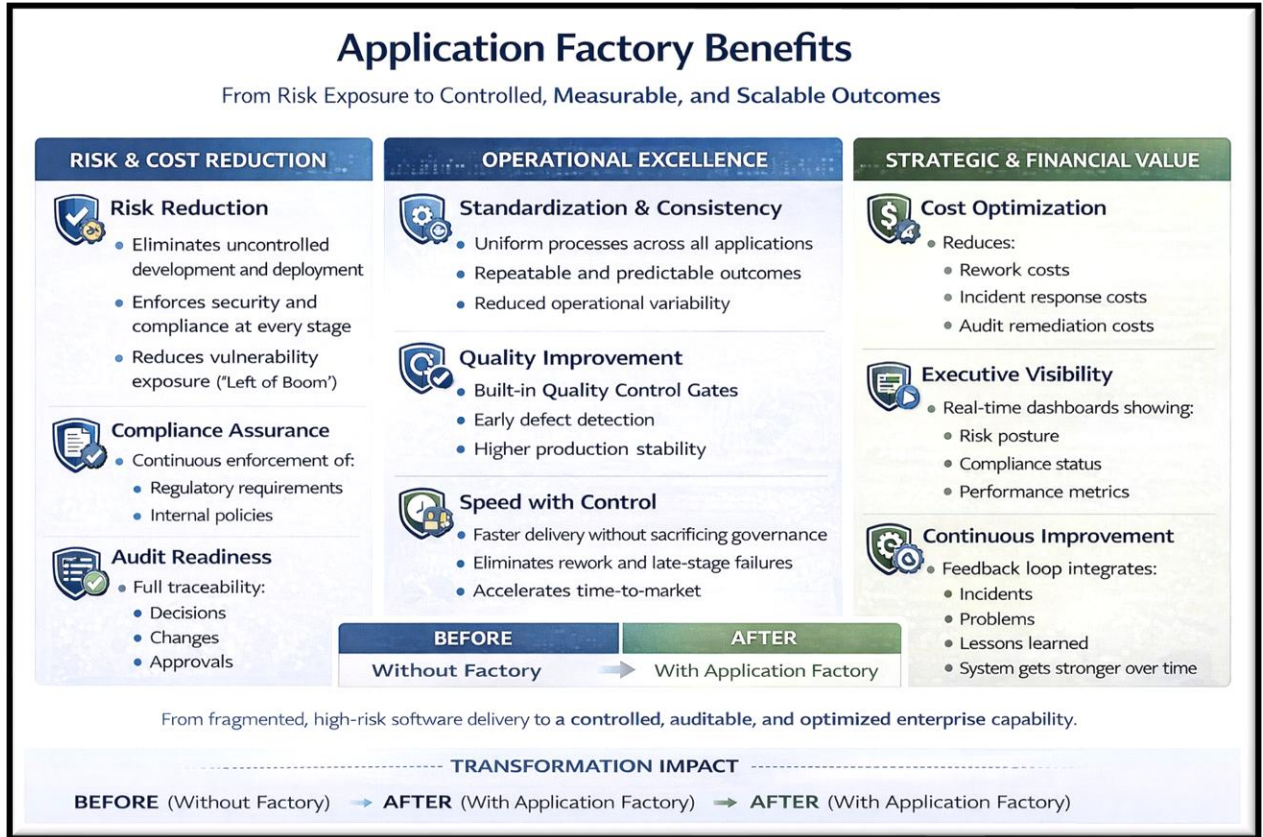 Application Factory Benefits
From Risk Exposure to Controlled, Measurable, and Scalable Outcomes
RISK & COST REDUCTION
Risk Reduction
• Eliminates uncontrolled
development and deployment
• Enforces security and
compliance at every stage
• Reduces vulnerability
exposure ("Left of Boom')
Compliance Assurance
• Continuous enforcement of:
• Regulatory requirements
• Internal policies
Audit Readiness
• Full traceability:
• Decisions
• Changes
• Approvals
OPERATIONAL EXCELLENCE
Standardization & Consistency
• Uniform processes across all applications
• Repeatable and predictable outcomes
• Reduced operational variability
Quality Improvement
• Built-in Quality Control Gates
• Early defect detection
• Higher production stability
Speed with Control
• Faster delivery without sacrificing governance
• Eliminates rework and late-stage failures
• Accelerates time-to-market
STRATEGIC & FINANCIAL VALUE
$
Cost Optimization
• Reduces:
• Rework costs
• Incident response costs
• Audit remediation costs
Executive Visibility
• Real-time dashboards showing:
• Risk posture
• Compliance status
• Performance metrics
Continuous Improvement
• Feedback loop integrates:
• Incidents
• Problems
• Lessons learned
• System gets stronger over time
BEFORE AFTER
Without Factory → With Application Factory
From fragmented, high-risk software delivery to a controlled, auditable, and optimized enterprise capability.
TRANSFORMATION IMPACT
BEFORE (Without Factory) → AFTER (With Application Factory) → AFTER (With Application Factory)